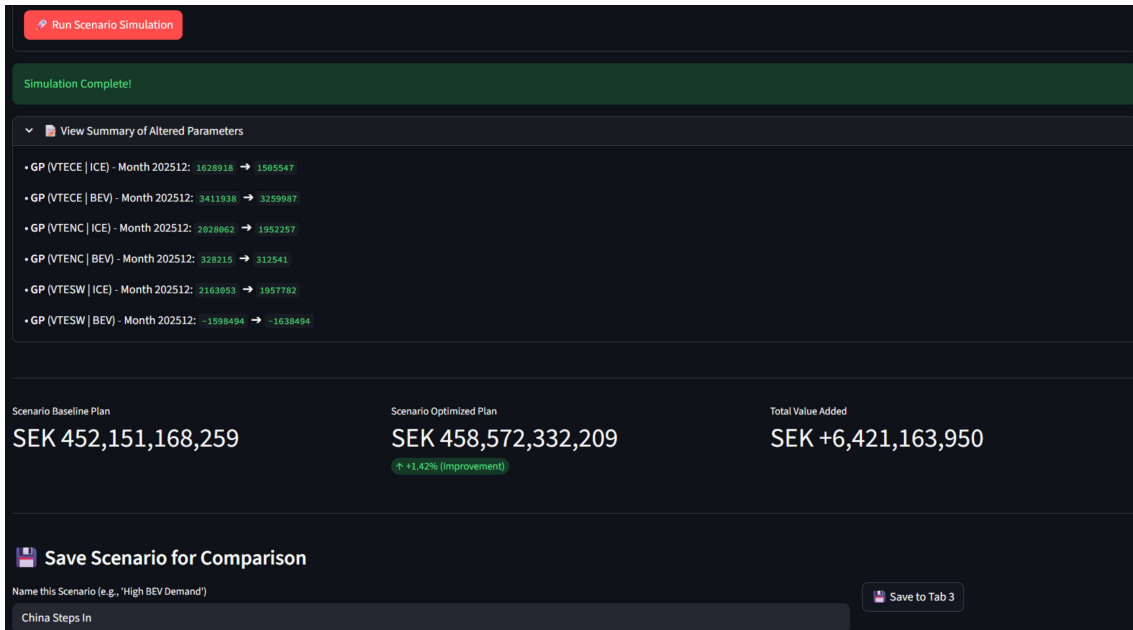 🚀 Run Scenario Simulation
Simulation Complete!
📝 View Summary of Altered Parameters
• GP (VTECE | ICE) - Month 202512: 1628918 ➔ 1505547
• GP (VTECE | BEV) - Month 202512: 3411938 ➔ 3259987
• GP (VTENC | ICE) - Month 202512: 2028062 ➔ 1952257
• GP (VTENC | BEV) - Month 202512: 328215 ➔ 312541
• GP (VTESW | ICE) - Month 202512: 2163053 ➔ 1957782
• GP (VTESW | BEV) - Month 202512: -1598494 ➔ -1638494
Scenario Baseline Plan
SEK 452,151,168,259
Scenario Optimized Plan
SEK 458,572,332,209
↑ +1.42% (Improvement)
Total Value Added
SEK +6,421,163,950
💾 Save Scenario for Comparison
Name this Scenario (e.g., 'High BEV Demand')
China Steps In
💾 Save to Tab 3